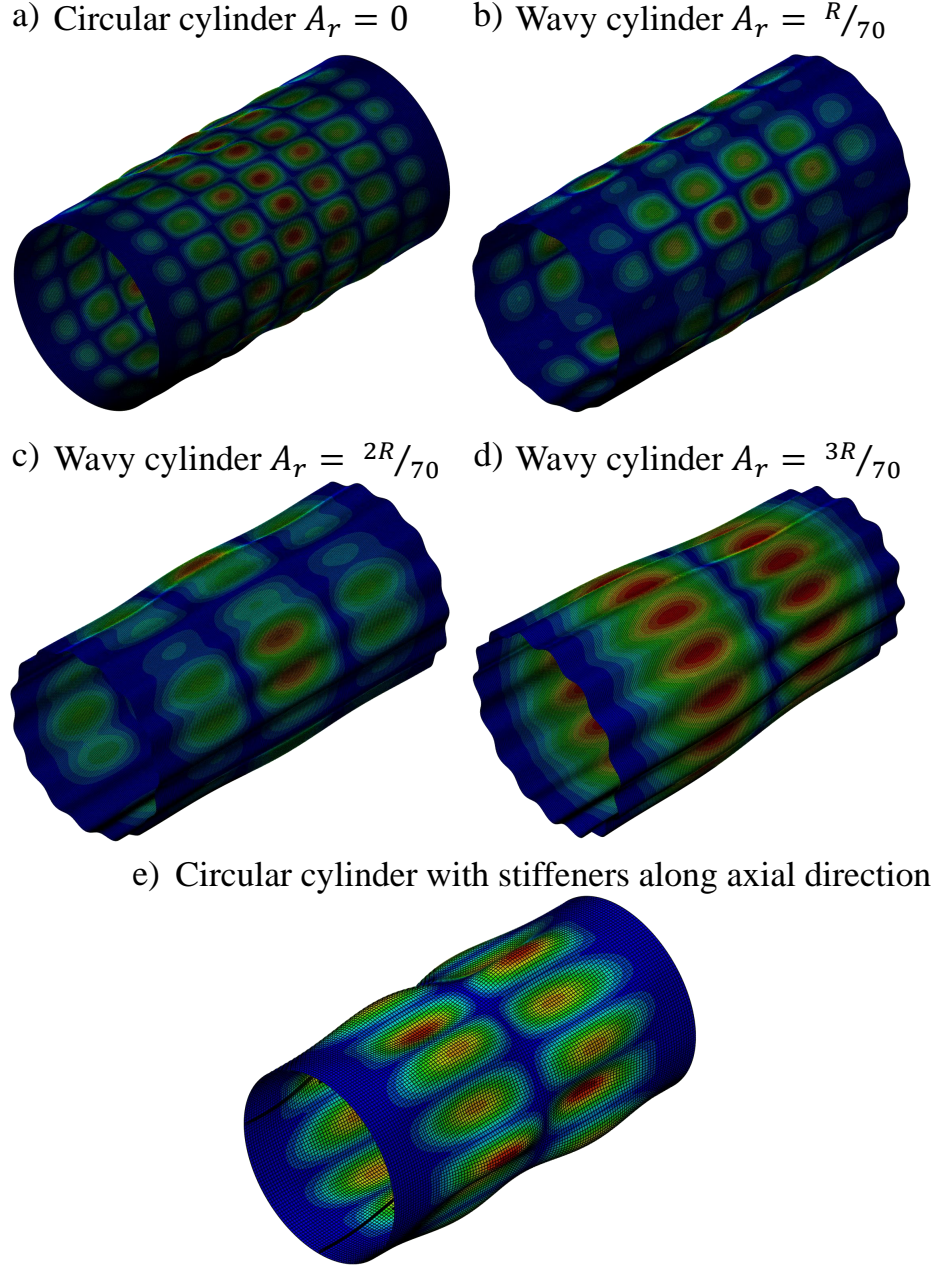 a) Circular cylinder A_r = 0
b) Wavy cylinder A_r = R/70
c) Wavy cylinder A_r = 2R/70
d) Wavy cylinder A_r = 3R/70
e) Circular cylinder with stiffeners along axial direction